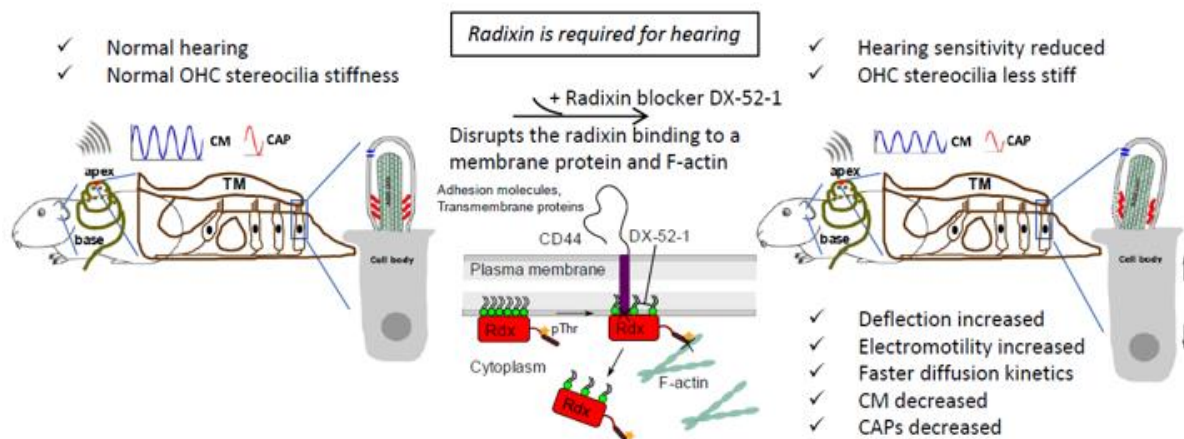 Radixin is required for hearing
✓ Normal hearing
✓ Normal OHC stereocilia stiffness
CM
CAP
apex
TM
base
Cell body
+ Radixin blocker DX-52-1
Disrupts the radixin binding to a
membrane protein and F-actin
Adhesion molecules,
Transmembrane proteins
CD44
DX-52-1
Plasma membrane
Rdx
pThr
Rdx
Cytoplasm
F-actin
Rdx
✓ Hearing sensitivity reduced
✓ OHC stereocilia less stiff
CM
CAP
apex
TM
base
Cell body
✓ Deflection increased
✓ Electromotility increased
✓ Faster diffusion kinetics
✓ CM decreased
✓ CAPs decreased